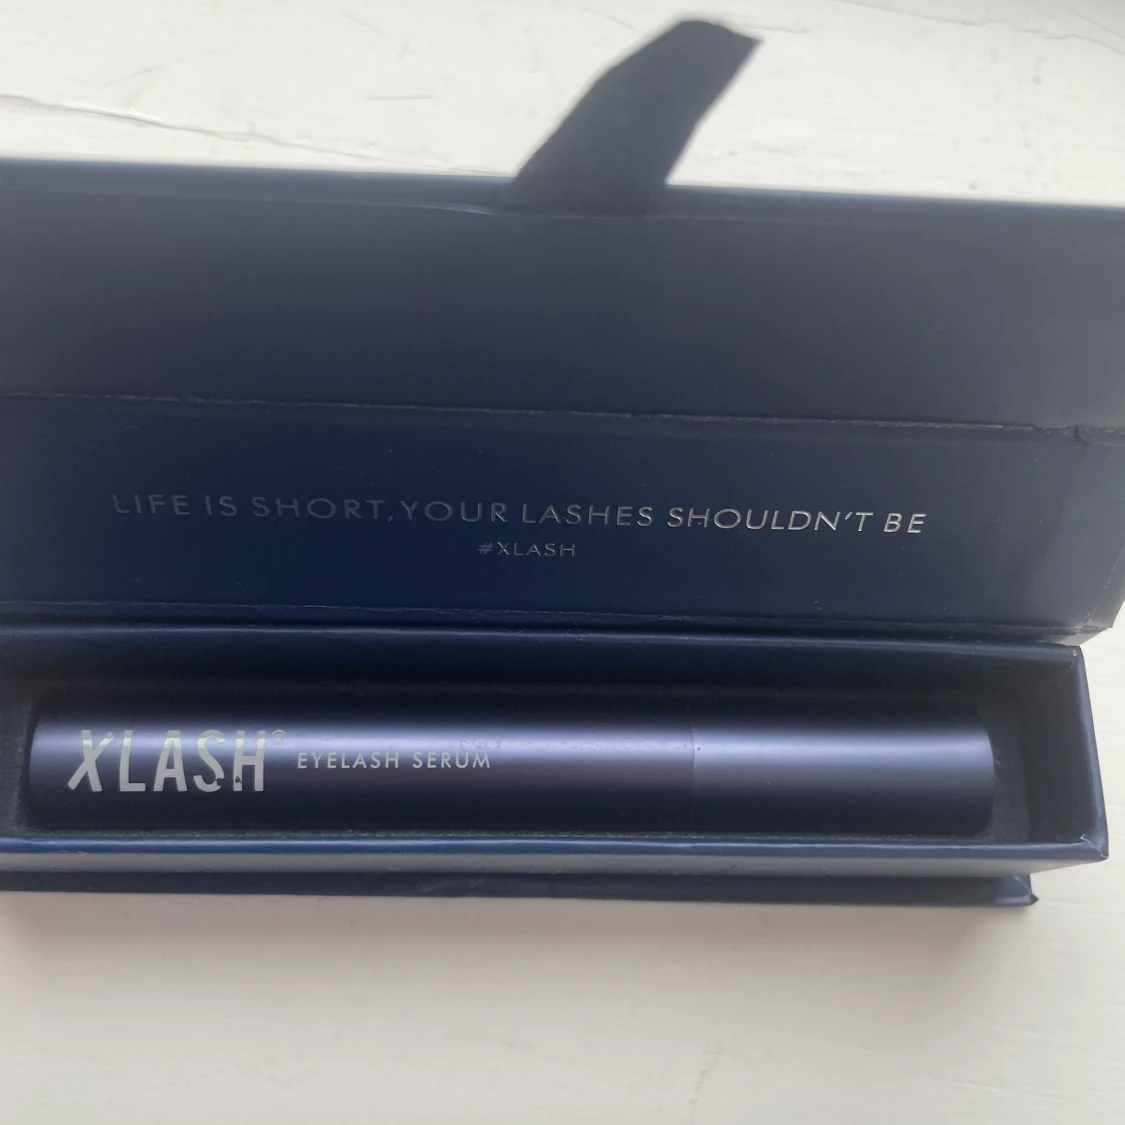 LIFE IS SHORT, YOUR LASHES SHOULDN'T BE
#XLASH
XLASH® EYELASH SERUM